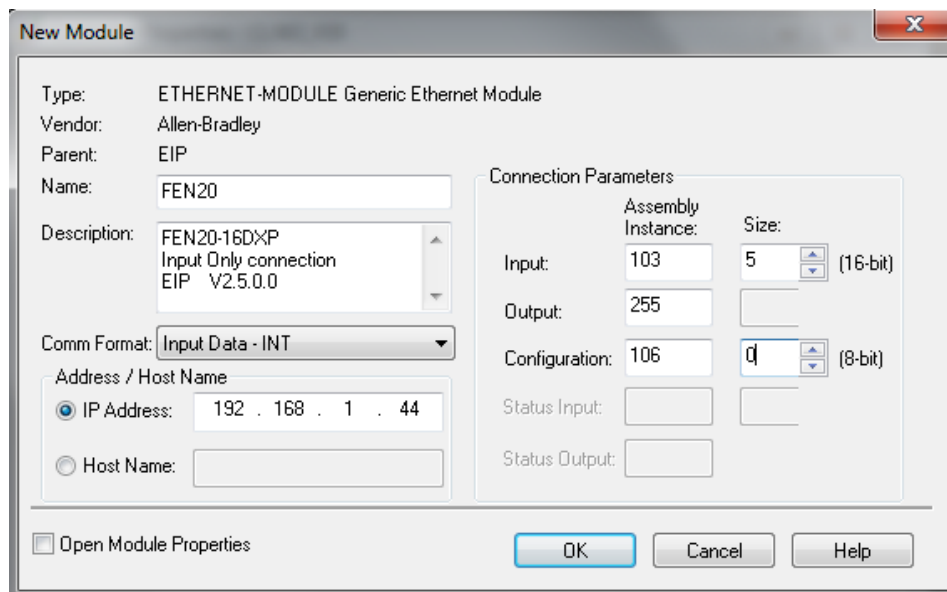 New Module
Type: ETHERNET-MODULE Generic Ethernet Module
Vendor: Allen-Bradley
Parent: EIP
Name: FEN20
Description: FEN20-16DXP
Input Only connection
EIP V2.5.0.0
Comm Format: Input Data - INT
Address / Host Name
IP Address: 192 . 168 . 1 . 44
Host Name:
Connection Parameters
Assembly
Instance: Size:
Input: 103 5 (16-bit)
Output: 255
Configuration: 106 0 (8-bit)
Status Input:
Status Output:
Open Module Properties
OK Cancel Help